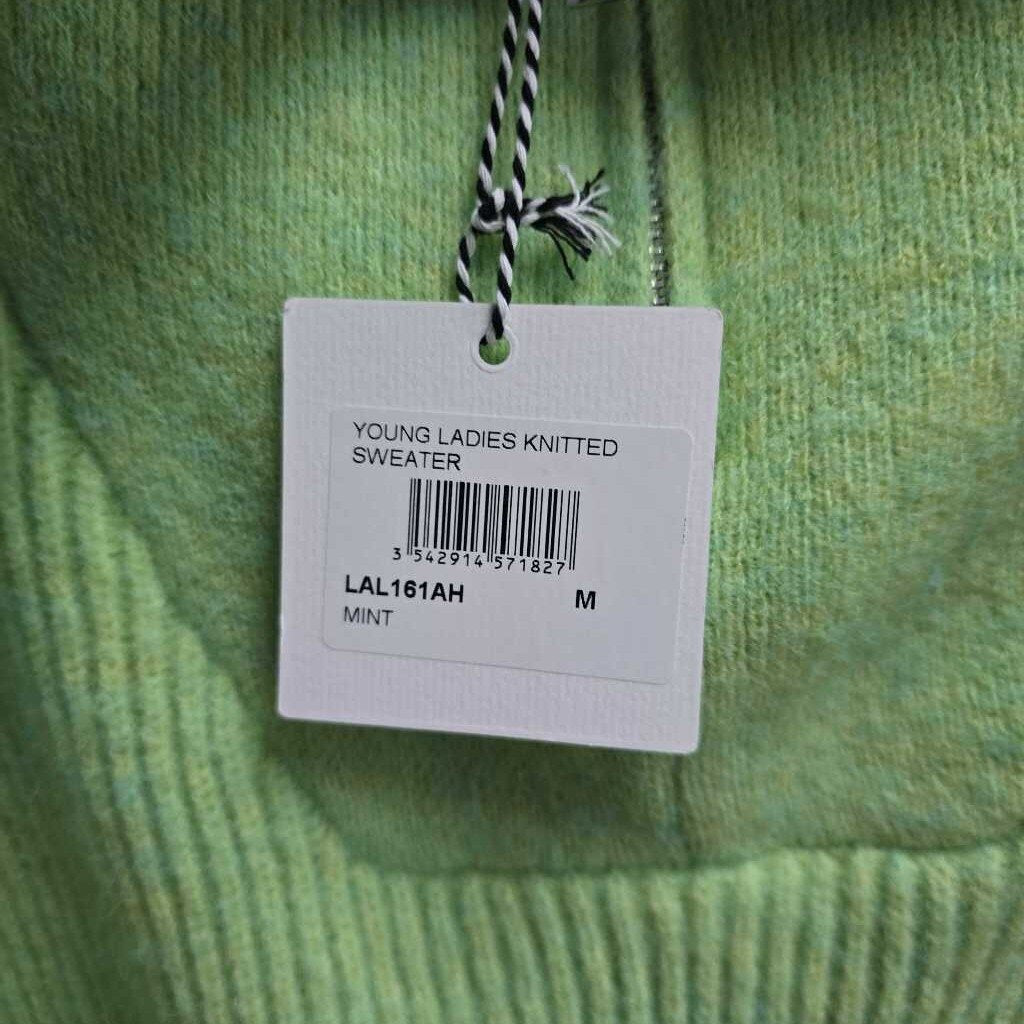 YOUNG LADIES KNITTED
SWEATER
3 542914 571827
LAL161AH M
MINT